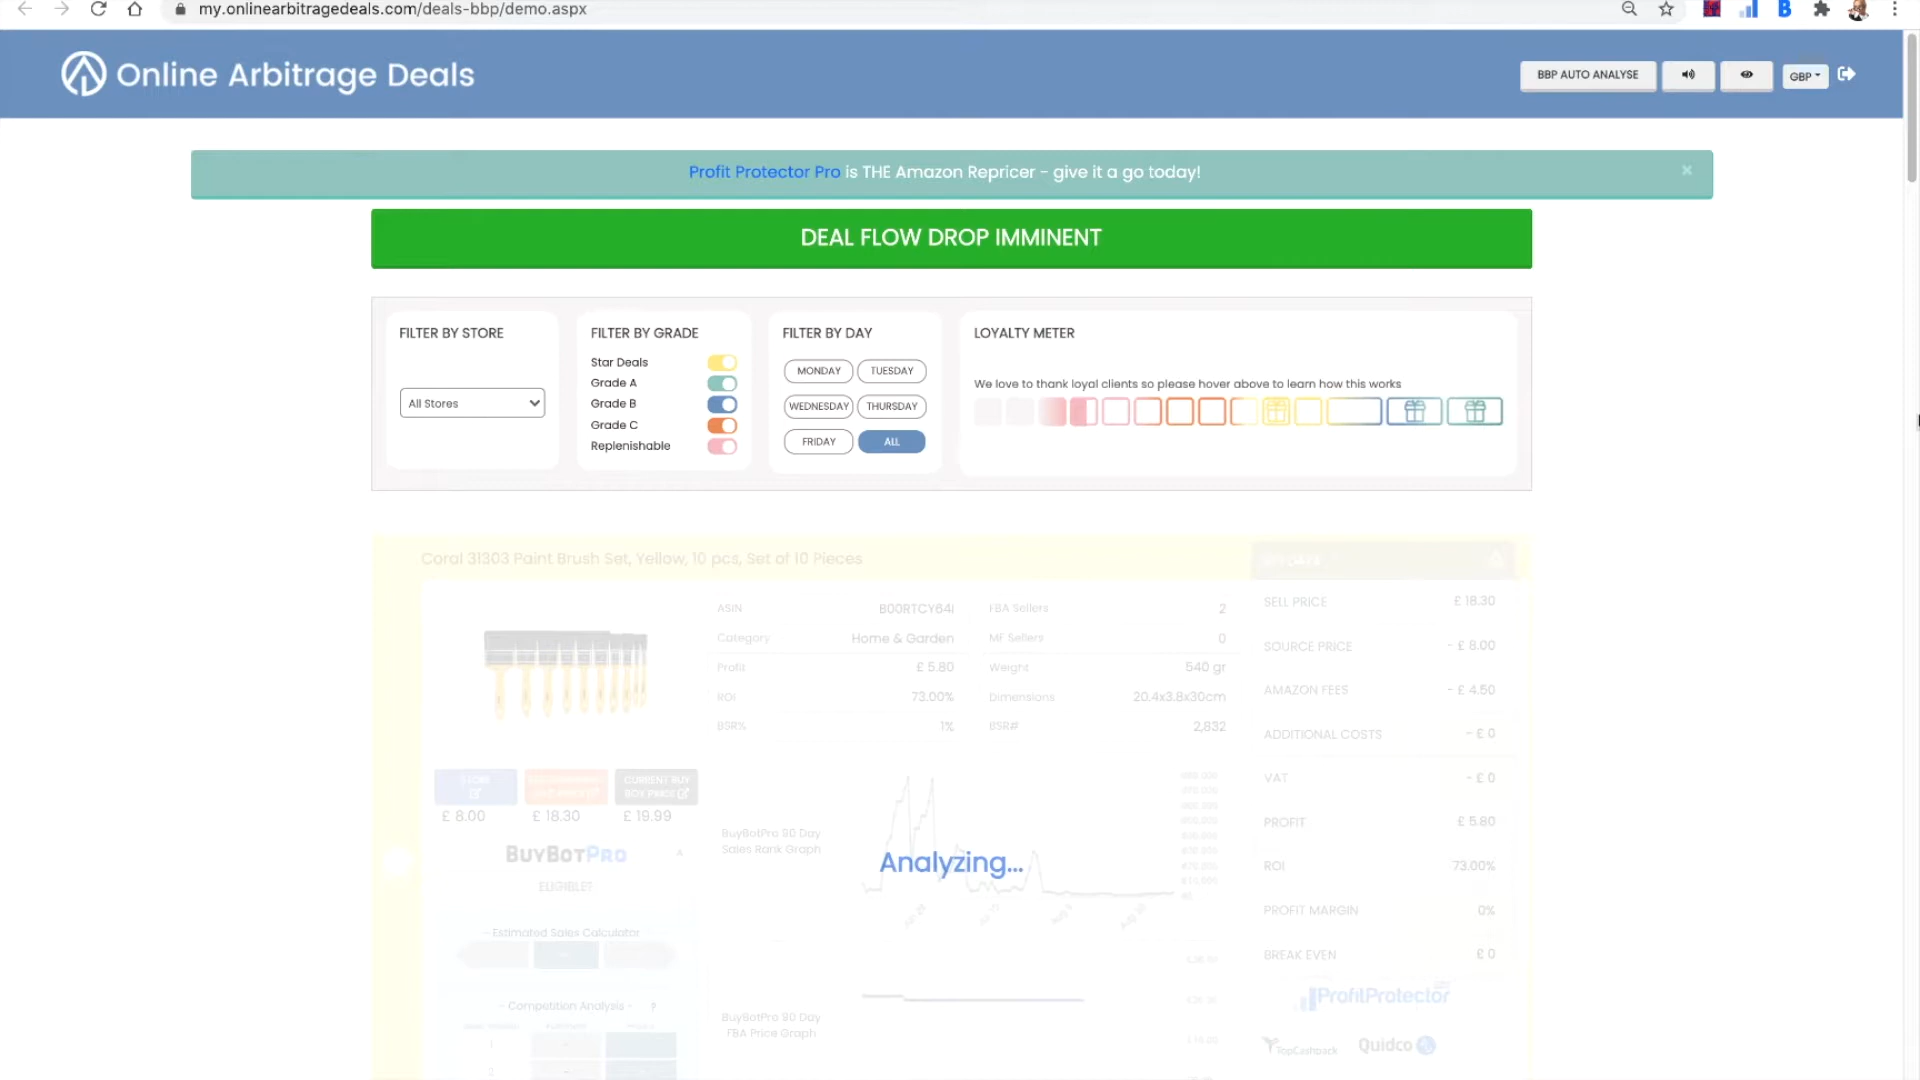 my.onlinearbitragedeals.com/deals-bbp/demo.aspx
Online Arbitrage Deals
BBP AUTO ANALYSE
GBP
Profit Protector Pro is THE Amazon Repricer - give it a go today!
DEAL FLOW DROP IMMINENT
FILTER BY STORE
All Stores
FILTER BY GRADE
Star Deals
Grade A
Grade B
Grade C
Replenishable
FILTER BY DAY
MONDAY
TUESDAY
WEDNESDAY
THURSDAY
FRIDAY
ALL
LOYALTY METER
We love to thank loyal clients so please hover above to learn how this works
Coral 31303 Paint Brush Set, Yellow, 10 pcs, Set of 10 Pieces
ASIN B00RTCY64I
Category Home & Garden
Profit £ 5.80
ROI 73.00%
BSR% 1%
FBA Sellers 2
MF Sellers 0
Weight 540 gr
Dimensions 20.4x3.8x30cm
BSR# 2,832
STORE
£ 8.00
£ 18.30
CURRENT BUY
BOX PRICE
£ 19.99
BuyBotPro
ELIGIBLE?
- Estimated Sales Calculator
- Competition Analysis - ?
1
2
BuyBotPro 90 Day
Sales Rank Graph
Analyzing...
BuyBotPro 90 Day
FBA Price Graph
SELL PRICE £ 18.30
SOURCE PRICE - £ 8.00
AMAZON FEES - £ 4.50
ADDITIONAL COSTS - £ 0
VAT - £ 0
PROFIT £ 5.80
ROI 73.00%
PROFIT MARGIN 0%
BREAK EVEN £ 0
ProfitProtector
TopCashback
Quidco